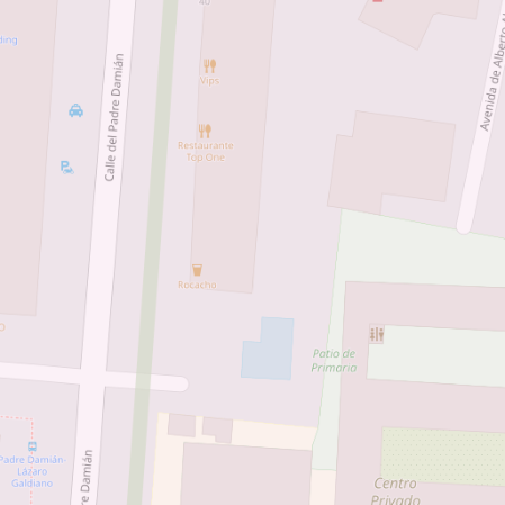 40
ding
Vips
Calle del Padre Damián
Avenida de Alberto
Restaurante
Top One
Rocacho
Patio de
Primaria
Padre Damián-
Lázaro
Galdiano
re Damián
Centro
Privado